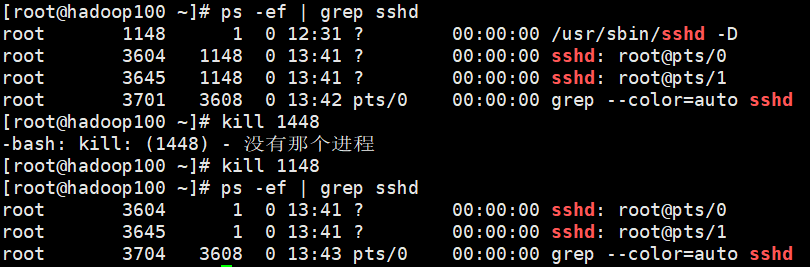 [root@hadoop100 ~]# ps -ef | grep sshd
root       1148      1  0 12:31 ?        00:00:00 /usr/sbin/sshd -D
root       3604   1148  0 13:41 ?        00:00:00 sshd: root@pts/0
root       3645   1148  0 13:41 ?        00:00:00 sshd: root@pts/1
root       3701   3608  0 13:42 pts/0    00:00:00 grep --color=auto sshd
[root@hadoop100 ~]# kill 1448
-bash: kill: (1448) - 没有那个进程
[root@hadoop100 ~]# kill 1148
[root@hadoop100 ~]# ps -ef | grep sshd
root       3604      1  0 13:41 ?        00:00:00 sshd: root@pts/0
root       3645      1  0 13:41 ?        00:00:00 sshd: root@pts/1
root       3704   3608  0 13:43 pts/0    00:00:00 grep --color=auto sshd